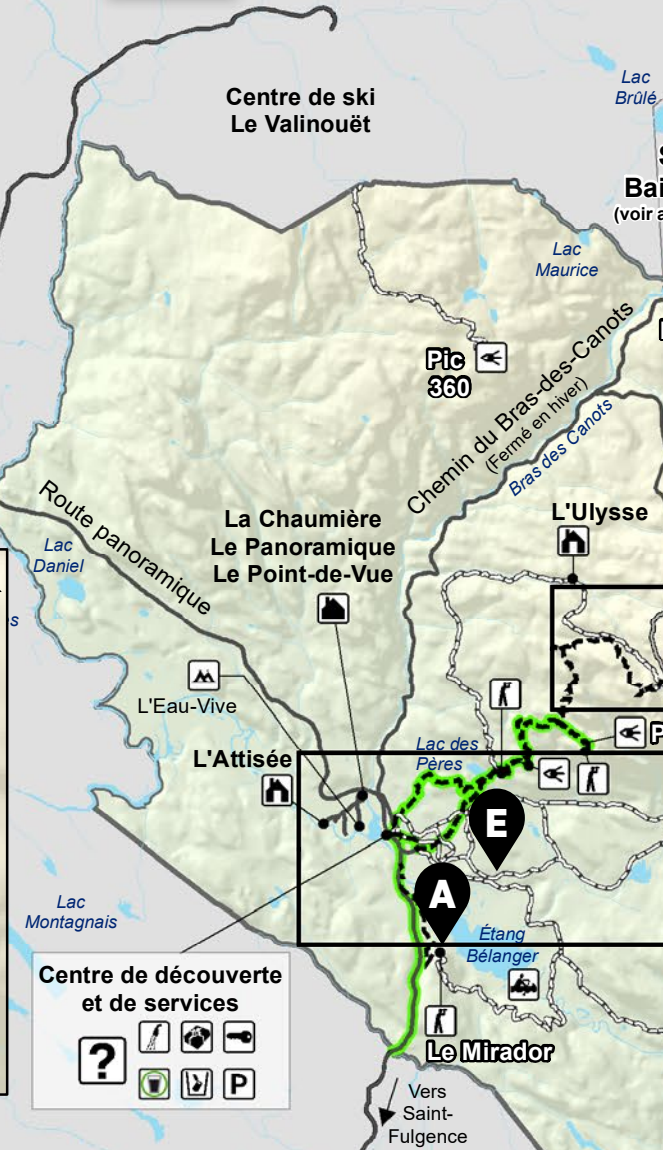 Centre de ski
Le Valinouët
Lac
Brûlé
S
Bai
(voir a
Lac
Maurice
Pic
360
Chemin du Bras-des-Canots
(Fermé en hiver)
Bras des Canots
Route panoramique
La Chaumière
Le Panoramique
Le Point-de-Vue
L'Ulysse
Lac
Daniel
s
L'Eau-Vive
L'Attisée
Lac des
Pères
P
E
A
Lac
Montagnais
Étang
Bélanger
Centre de découverte
et de services
?
P
Le Mirador
Vers
Saint-
Fulgence